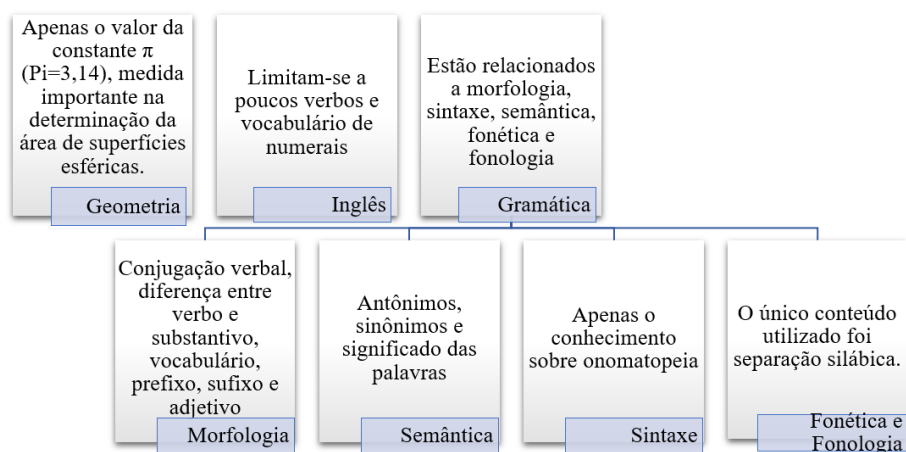 Apenas o valor da
constante π
(Pi=3,14), medida
importante na
determinação da
área de superfícies
esféricas.
Geometria
Limitam-se a
poucos verbos e
vocabulário de
numerais
Inglês
Estão relacionados
a morfologia,
sintaxe, semântica,
fonética e
fonologia
Gramática
Conjugação verbal,
diferença entre
verbo e
substantivo,
vocabulário,
prefixo, sufixo e
adjetivo
Morfologia
Antônimos,
sinônimos e
significado das
palavras
Semântica
Apenas o
conhecimento
sobre onomatopeia
Sintaxe
O único conteúdo
utilizado foi
separação silábica.
Fonética e
Fonologia